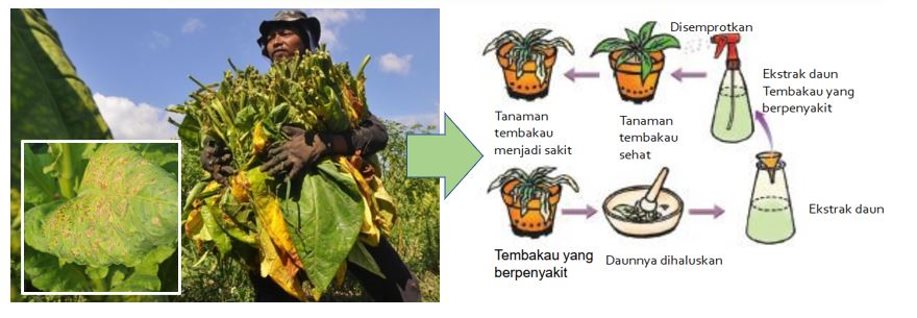 Disemprotkan
Ekstrak daun
Tembakau yang
berpenyakit
Tanaman
tembakau
menjadi sakit
Tanaman
tembakau
sehat
Tembakau yang
berpenyakit
Daunnya dihaluskan
Ekstrak daun